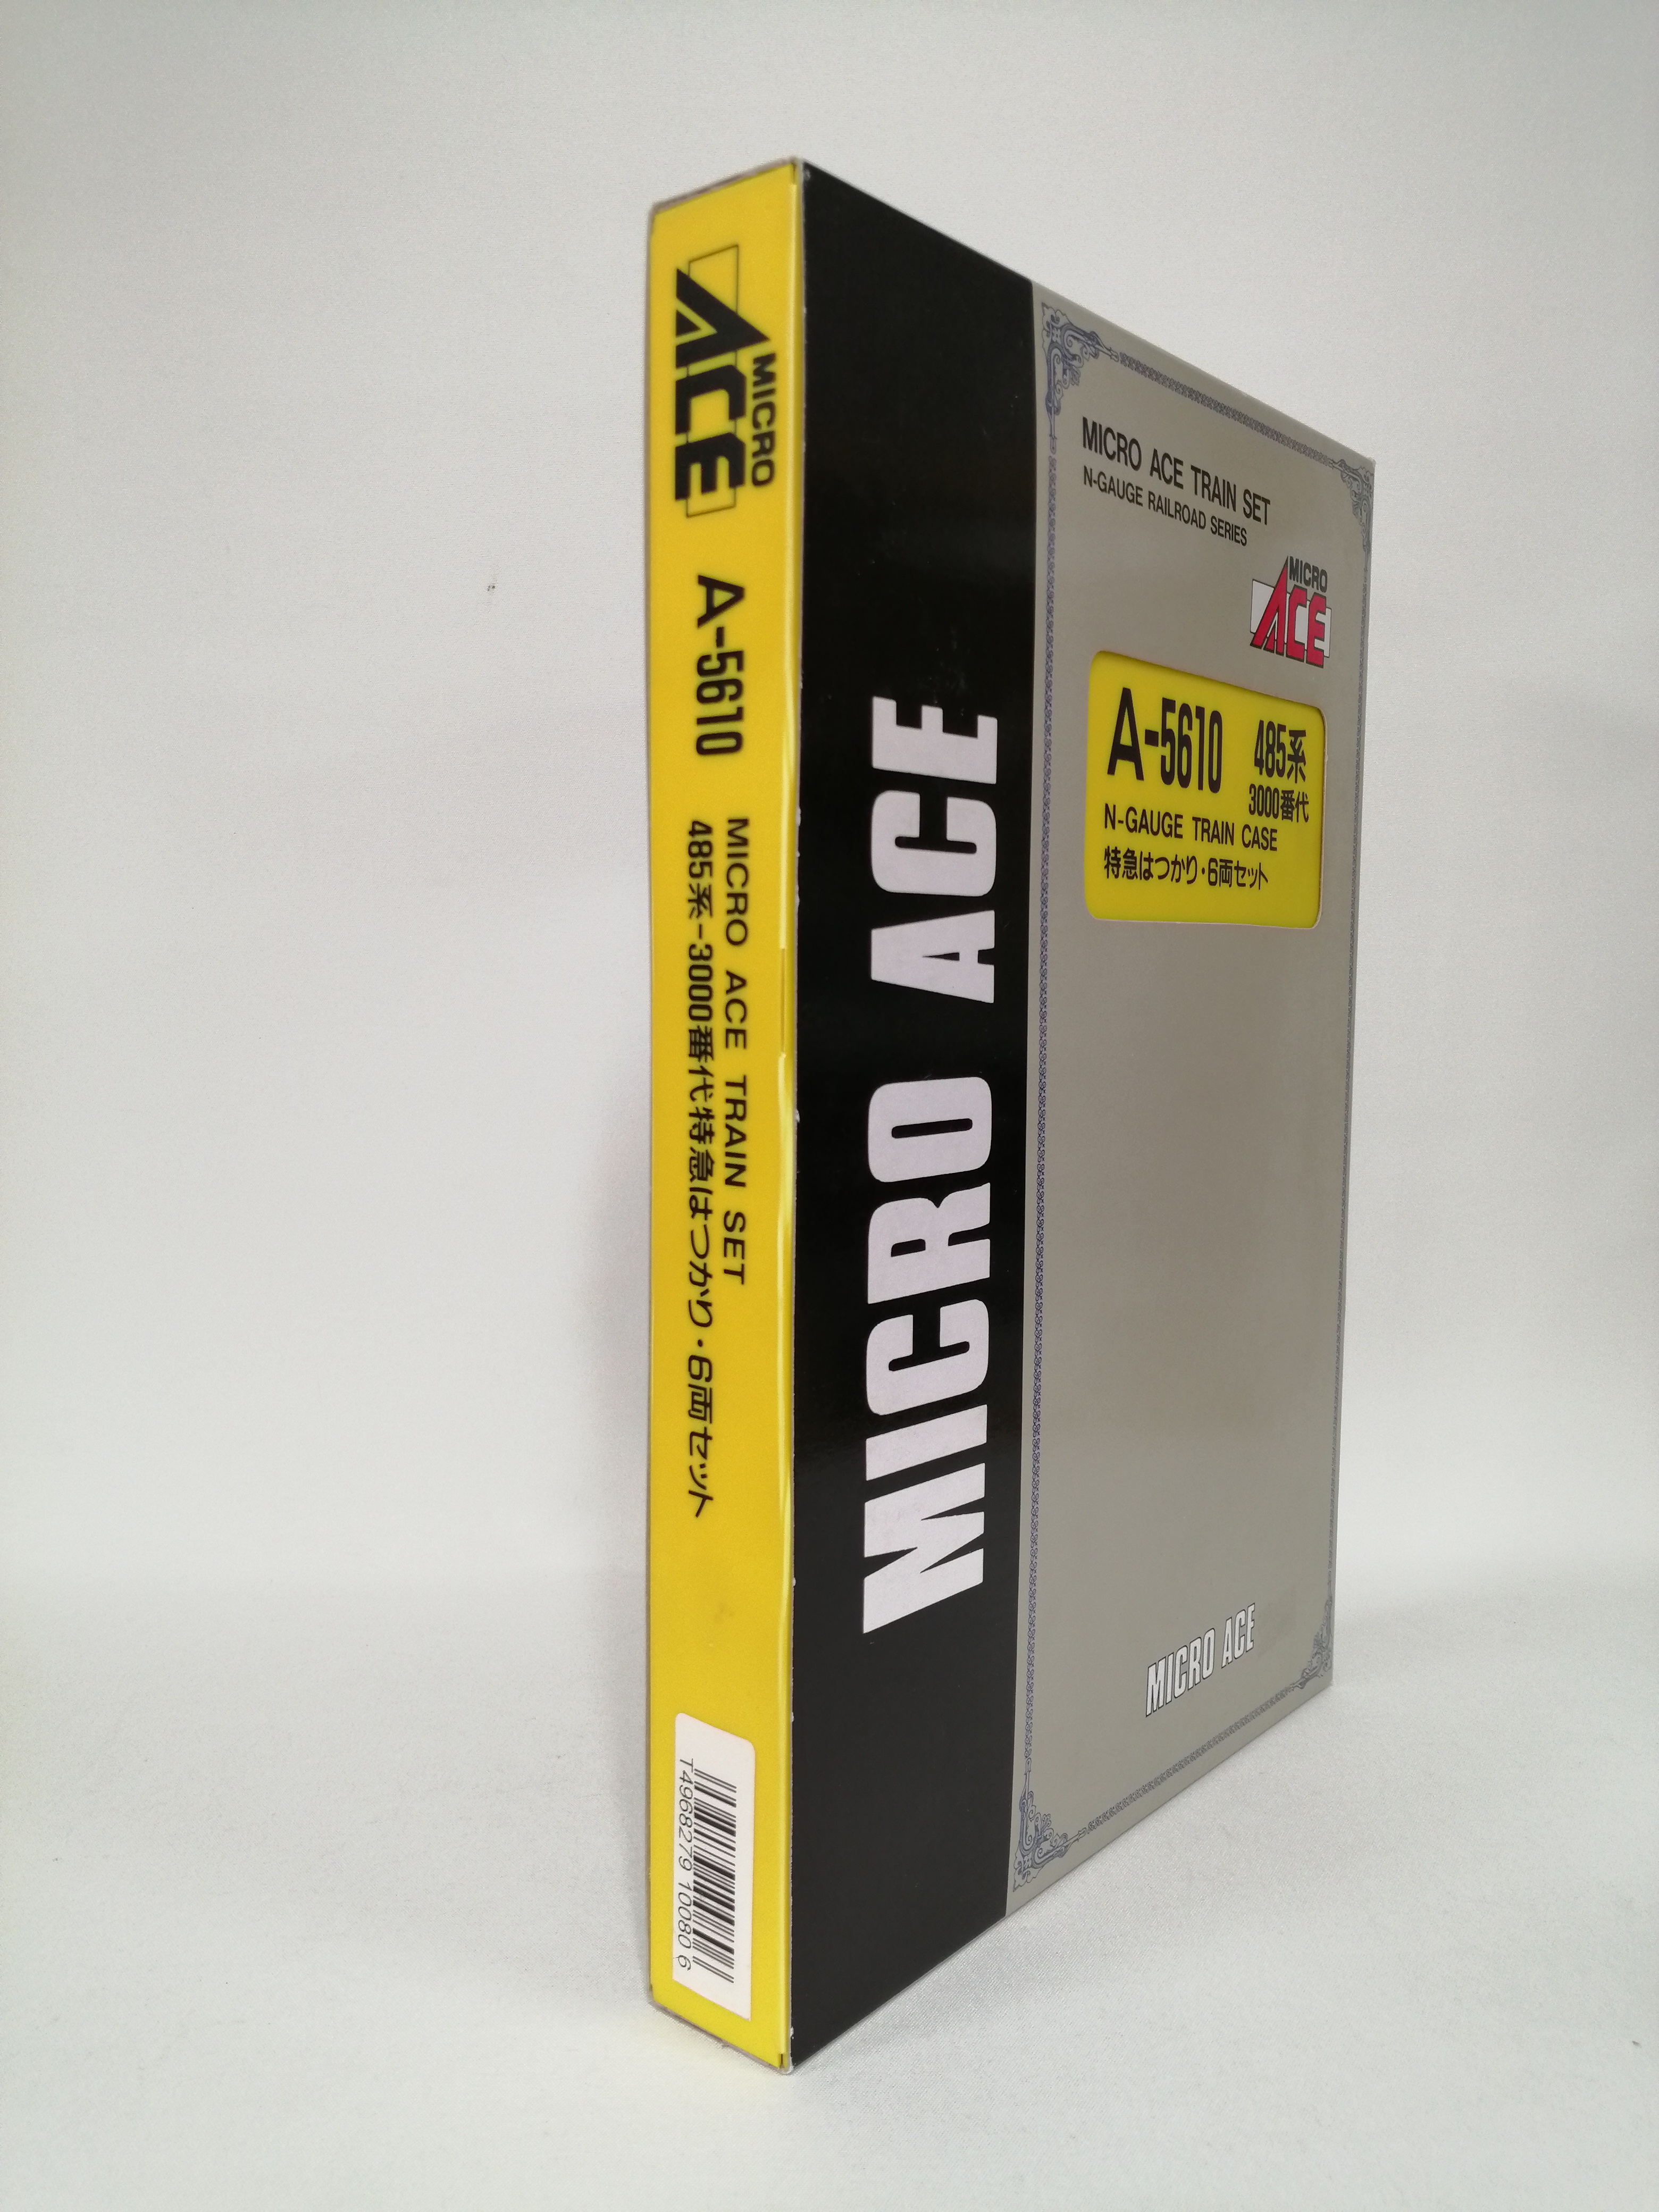 MICRO
ACE
A-5610
MICRO ACE TRAIN SET
485系-3000番代特急はつかり・6両セット
T4968279 100806
MICRO ACE
MICRO ACE TRAIN SET
N-GAUGE RAILROAD SERIES
MICRO
ACE
A-5610
485系
3000番代
N-GAUGE TRAIN CASE
特急はつかり・6両セット
MICRO ACE